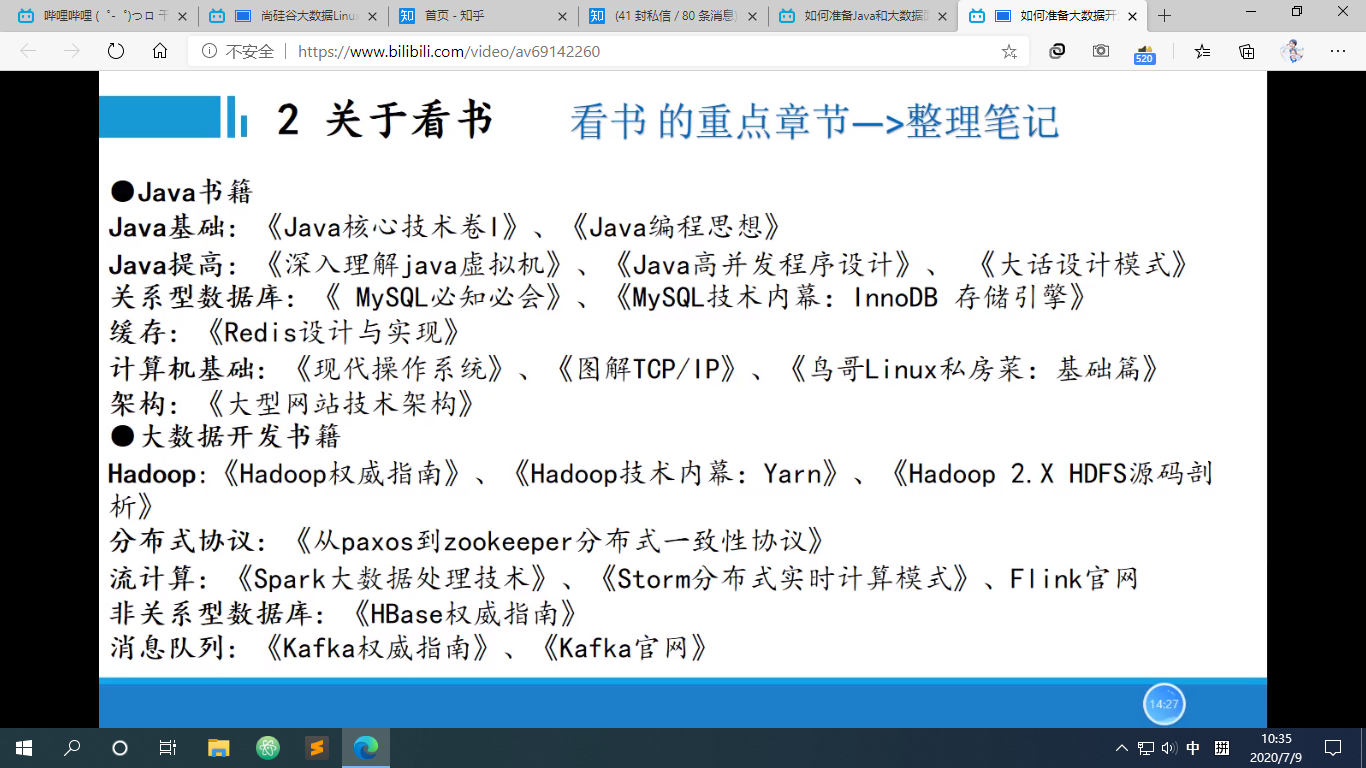 哔哩哔哩 (゜-゜)つロ 干
尚硅谷大数据Linu
首页 - 知乎
(41 封私信 / 80 条消息)
如何准备Java和大数据
如何准备大数据开
不安全
https://www.bilibili.com/video/av69142260
520
2 关于看书 看书 的重点章节—>整理笔记
●Java书籍
Java基础：《Java核心技术卷I》、《Java编程思想》
Java提高：《深入理解java虚拟机》、《Java高并发程序设计》、 《大话设计模式》
关系型数据库：《 MySQL必知必会》、《MySQL技术内幕：InnoDB 存储引擎》
缓存：《Redis设计与实现》
计算机基础：《现代操作系统》、《图解TCP/IP》、《鸟哥Linux私房菜：基础篇》
架构：《大型网站技术架构》
●大数据开发书籍
Hadoop:《Hadoop权威指南》、《Hadoop技术内幕：Yarn》、《Hadoop 2.X HDFS源码剖
析》
分布式协议：《从paxos到zookeeper分布式一致性协议》
流计算：《Spark大数据处理技术》、《Storm分布式实时计算模式》、Flink官网
非关系型数据库：《HBase权威指南》
消息队列：《Kafka权威指南》、《Kafka官网》
14:27
中
拼
10:35
2020/7/9